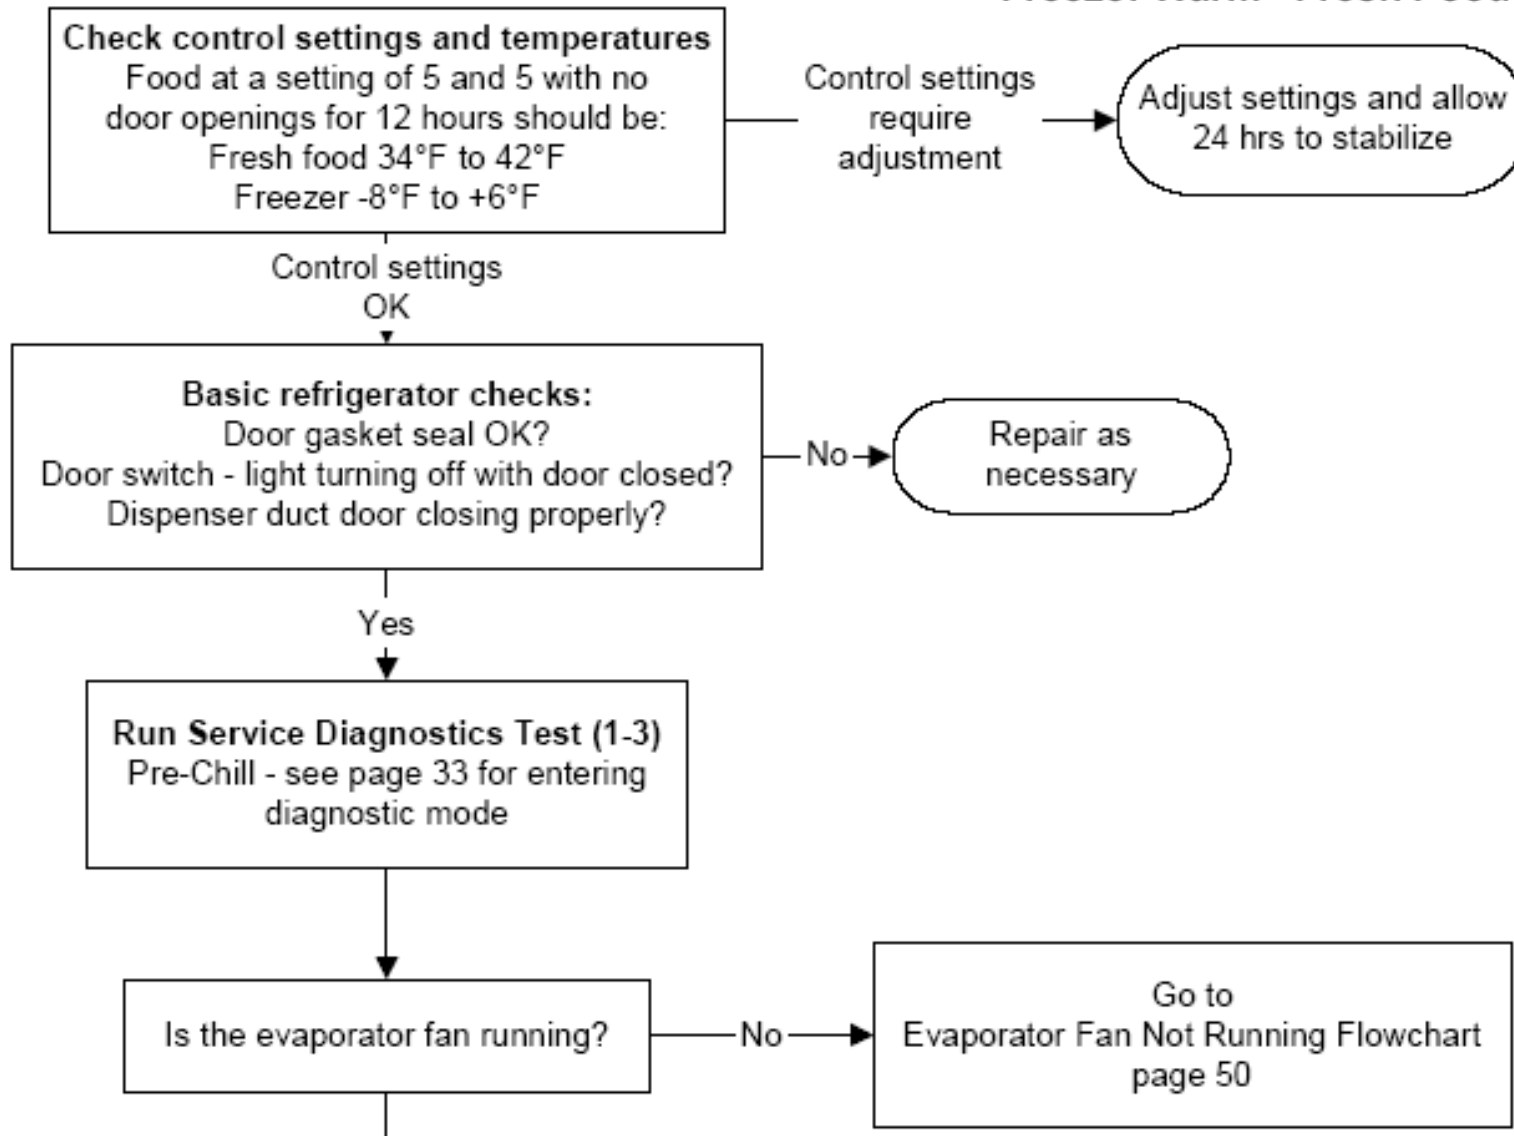 Check control settings and temperatures
Food at a setting of 5 and 5 with no
door openings for 12 hours should be:
Fresh food 34°F to 42°F
Freezer -8°F to +6°F
Control settings
require
adjustment
Adjust settings and allow
24 hrs to stabilize
Control settings
OK
Basic refrigerator checks:
Door gasket seal OK?
Door switch - light turning off with door closed?
Dispenser duct door closing properly?
No
Repair as
necessary
Yes
Run Service Diagnostics Test (1-3)
Pre-Chill - see page 33 for entering
diagnostic mode
Is the evaporator fan running?
No
Go to
Evaporator Fan Not Running Flowchart
page 50